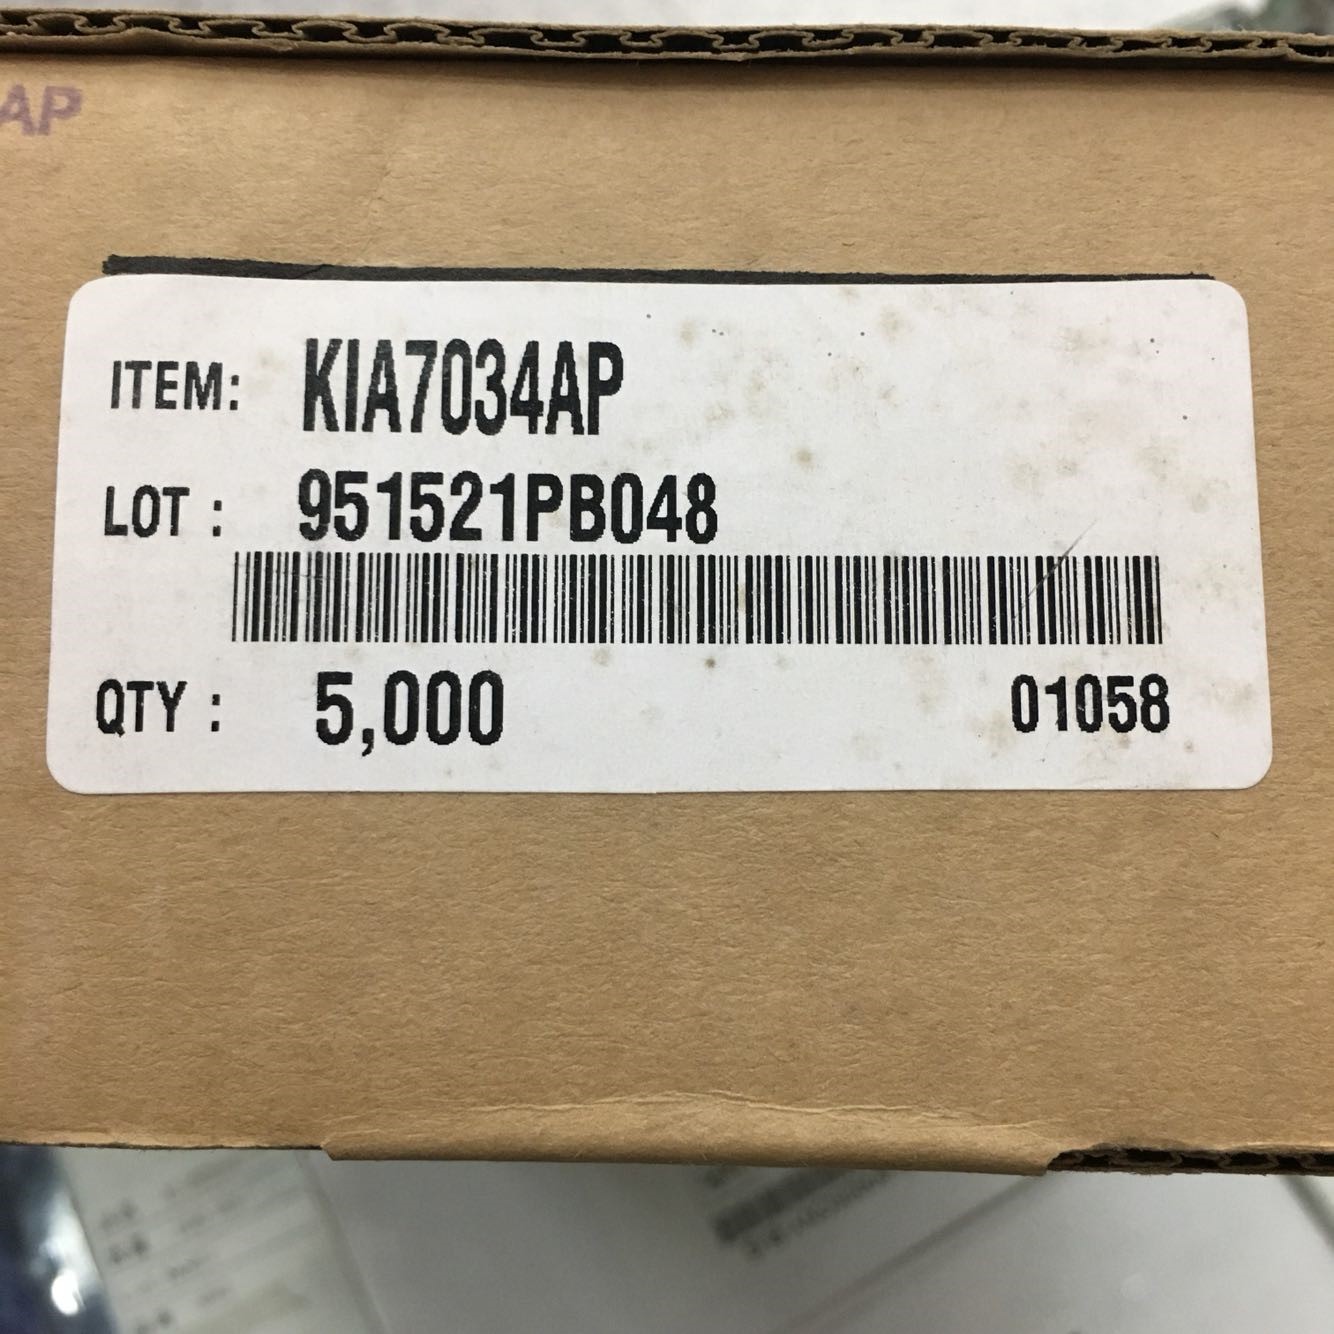 AP
ITEM: KIA7034AP
LOT : 951521PB048
QTY : 5,000 01058